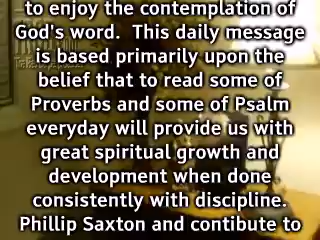 to enjoy the contemplation of
God's word.  This daily message
is based primarily upon the
belief that to read some of
Proverbs and some of Psalm
everyday will provide us with
great spiritual growth and
development when done
consistently with discipline.
Phillip Saxton and contibute to